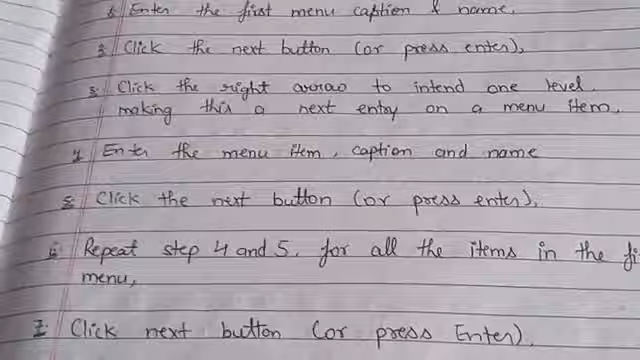 Enter the first menu caption & name.
3. Click the next button (or press enter),
3. Click the right arrow to intend one level.
making this a next entry on a menu item.
4. Enter the menu item, caption and name
5. Click the next button (or press enter),
6. Repeat step 4 and 5, for all the items in the
menu,
7. Click next button (or press Enter).